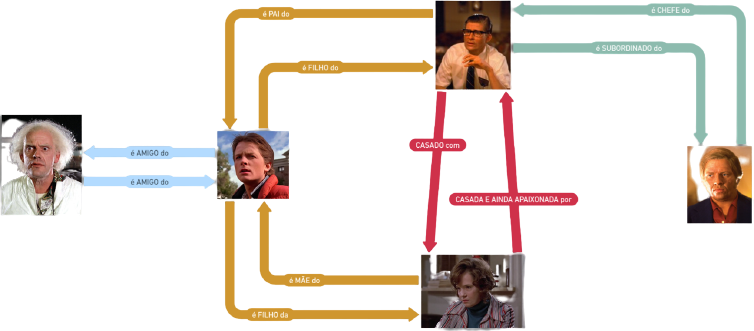 é PAI do
é CHEFE do
é SUBORDINADO do
é FILHO do
CASADO com
é AMIGO do
é AMIGO do
CASADA E AINDA APAIXONADA por
é MÃE do
é FILHO da